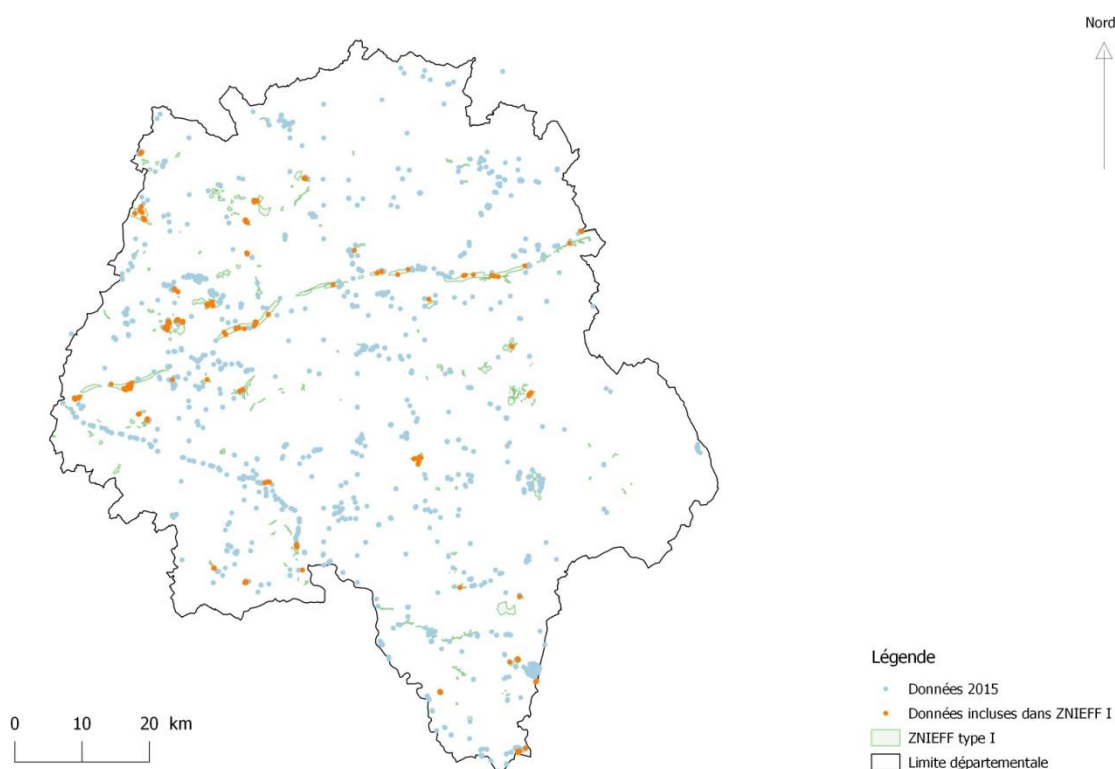 Nord
0 10 20 km
Légende
Données 2015
Données incluses dans ZNIEFF I
ZNIEFF type I
Limite départementale